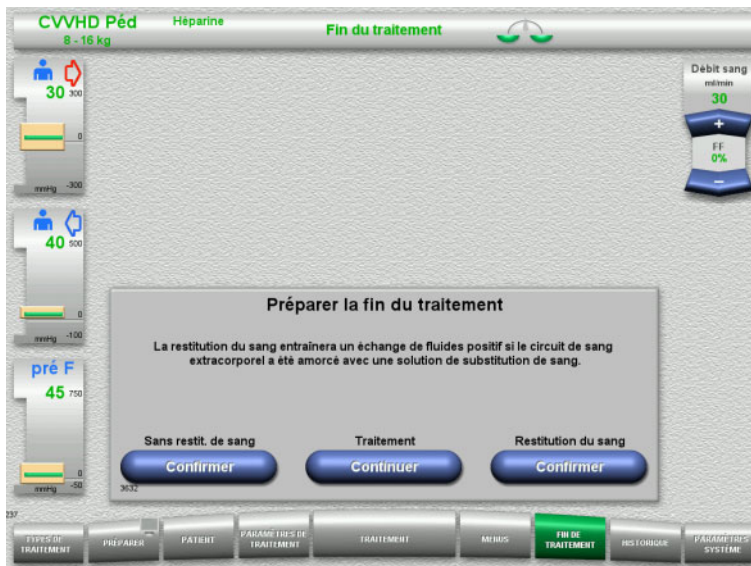 CVVHD Péd
Héparine
8 - 16 kg
Fin du traitement
30
300
0
-300
mmHg
40
500
0
-100
mmHg
pré F
45
750
0
-50
mmHg
Débit sang
ml/min
30
+
FF
0%
–
Préparer la fin du traitement
La restitution du sang entraînera un échange de fluides positif si le circuit de sang
extracorporel a été amorcé avec une solution de substitution de sang.
Sans restit. de sang
Traitement
Restitution du sang
Confirmer
Continuer
Confirmer
3632
237
TYPES DE
TRAITEMENT
PRÉPARER
PATIENT
PARAMÈTRES DE
TRAITEMENT
TRAITEMENT
MENUS
FIN DE
TRAITEMENT
HISTORIQUE
PARAMÈTRES
SYSTÈME